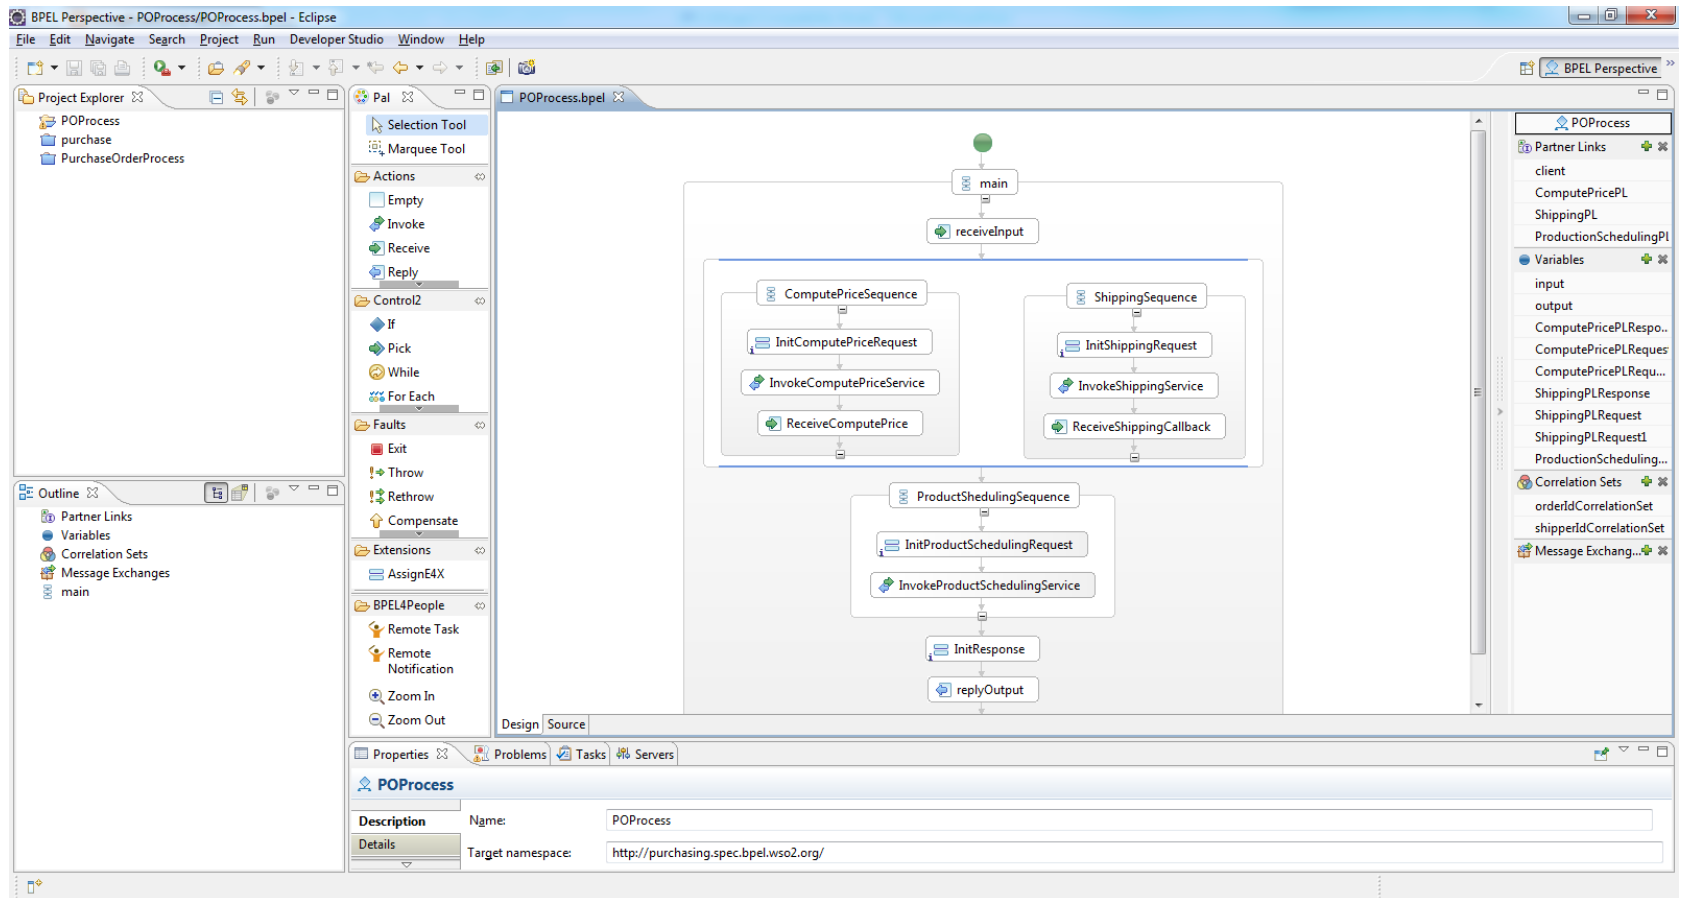 BPEL Perspective - POProcess/POProcess.bpel - Eclipse
File Edit Navigate Search Project Run Developer Studio Window Help
BPEL Perspective
Project Explorer
POProcess
purchase
PurchaseOrderProcess
Outline
Partner Links
Variables
Correlation Sets
Message Exchanges
main
Pal
Selection Tool
Marquee Tool
Actions
Empty
Invoke
Receive
Reply
Control2
If
Pick
While
For Each
Faults
Exit
Throw
Rethrow
Compensate
Extensions
AssignE4X
BPEL4People
Remote Task
Remote
Notification
Zoom In
Zoom Out
POProcess.bpel
main
receiveInput
ComputePriceSequence
InitComputePriceRequest
InvokeComputePriceService
ReceiveComputePrice
ShippingSequence
InitShippingRequest
InvokeShippingService
ReceiveShippingCallback
ProductShedulingSequence
InitProductSchedulingRequest
InvokeProductSchedulingService
InitResponse
replyOutput
Design Source
POProcess
Partner Links
client
ComputePricePL
ShippingPL
ProductionSchedulingPL
Variables
input
output
ComputePricePLRespo..
ComputePricePLReques
ComputePricePLRequ...
ShippingPLResponse
ShippingPLRequest
ShippingPLRequest1
ProductionScheduling...
Correlation Sets
orderIdCorrelationSet
shipperIdCorrelationSet
Message Exchang...
Properties Problems Tasks Servers
POProcess
Description
Details
Name: POProcess
Target namespace: http://purchasing.spec.bpel.wso2.org/